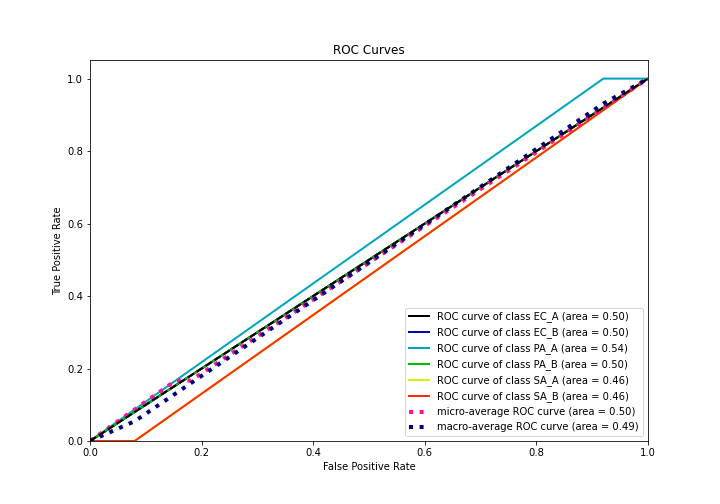 ROC Curves
True Positive Rate
1.0
0.8
0.6
0.4
0.2
0.0
ROC curve of class EC_A (area = 0.50)
ROC curve of class EC_B (area = 0.50)
ROC curve of class PA_A (area = 0.54)
ROC curve of class PA_B (area = 0.50)
ROC curve of class SA_A (area = 0.46)
ROC curve of class SA_B (area = 0.46)
micro-average ROC curve (area = 0.50)
macro-average ROC curve (area = 0.49)
0.0 0.2 0.4 0.6 0.8 1.0
False Positive Rate